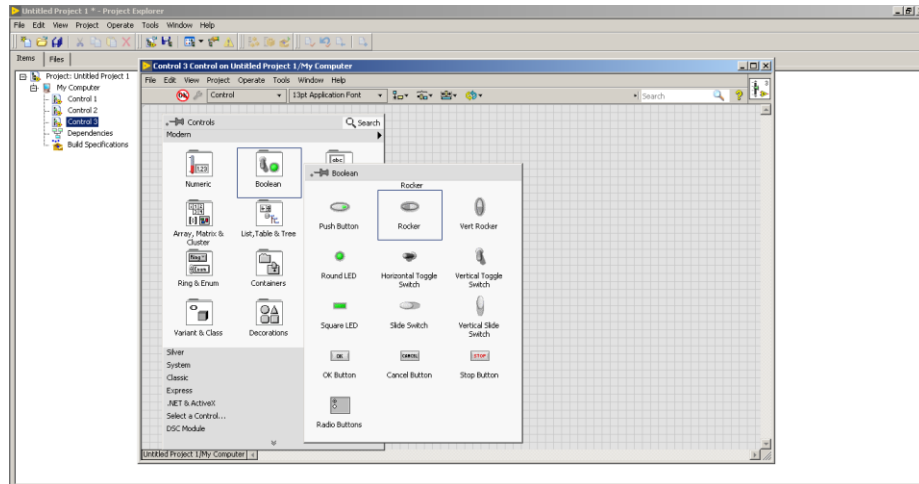 Untitled Project 1 * - Project Explorer
File Edit View Project Operate Tools Window Help
Items Files
Project: Untitled Project 1
My Computer
Control 1
Control 2
Control 3
Dependencies
Build Specifications
Control 3 Control on Untitled Project 1/My Computer
File Edit View Project Operate Tools Window Help
Control 13pt Application Font Search
3
Controls Search
Modern
Numeric Boolean
Array, Matrix & Cluster List, Table & Tree
Ring & Enum Containers
Variant & Class Decorations
Silver
System
Classic
Express
.NET & ActiveX
Select a Control...
DSC Module
Boolean
Rocker
Push Button Rocker Vert Rocker
Round LED Horizontal Toggle Switch Vertical Toggle Switch
Square LED Slide Switch Vertical Slide Switch
OK CANCEL STOP
OK Button Cancel Button Stop Button
Radio Buttons
Untitled Project 1/My Computer